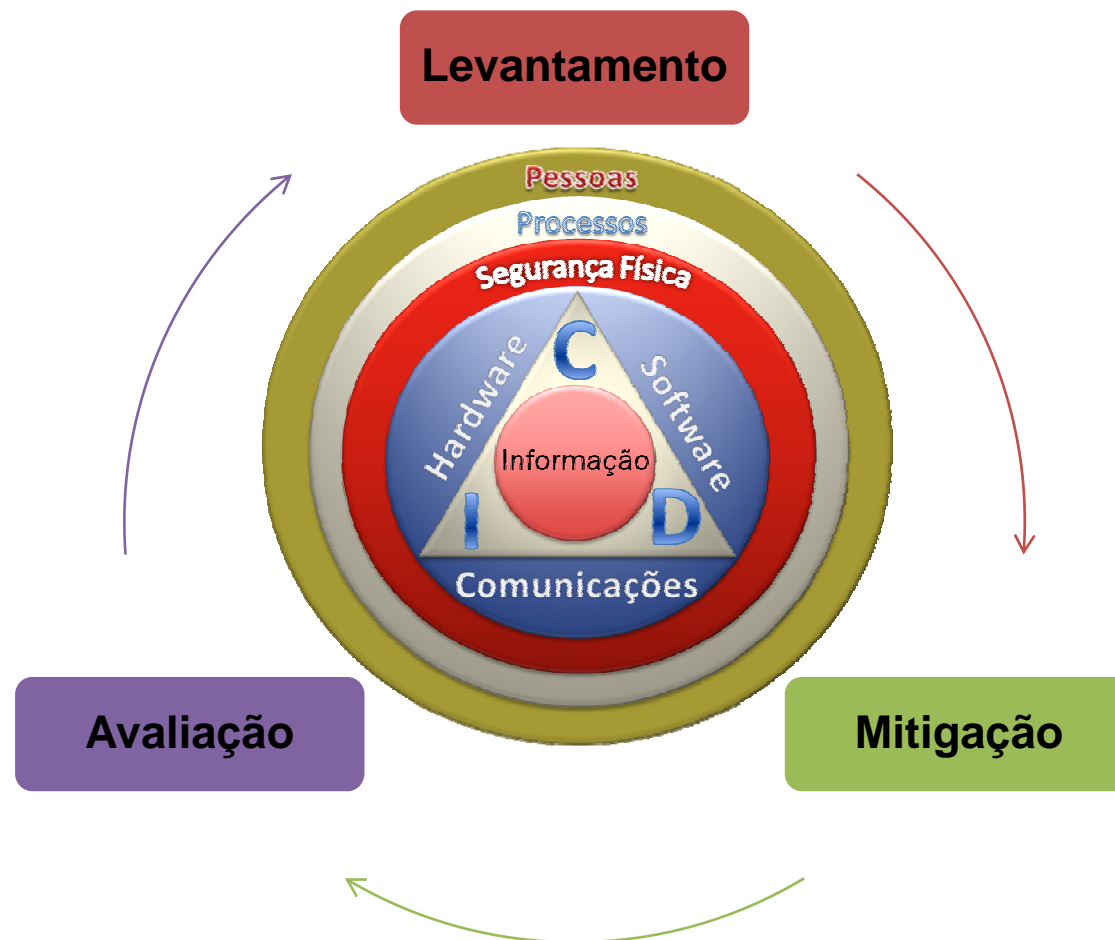 Levantamento
Pessoas
Processos
Segurança Física
Hardware
C
Software
Informação
I
D
Comunicações
Avaliação
Mitigação